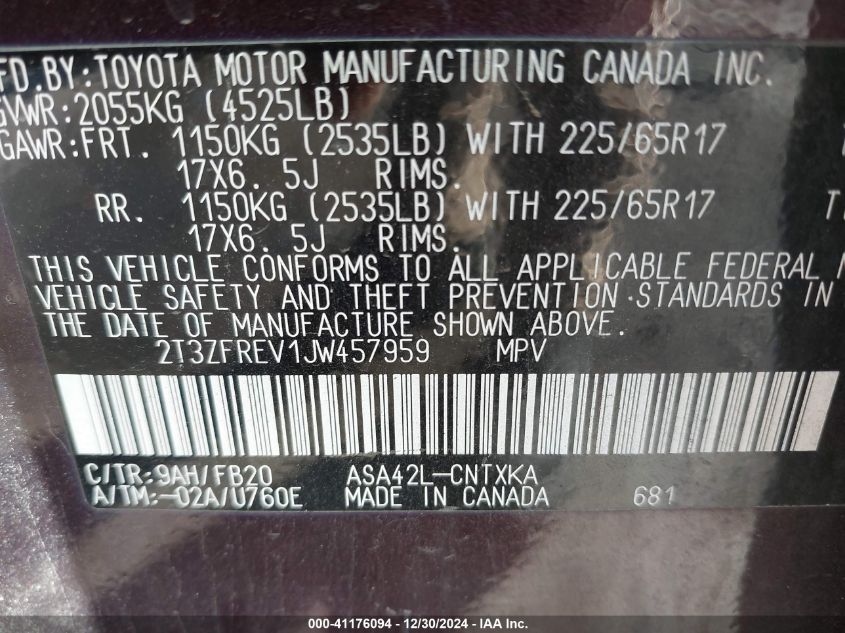 FD. BY: TOYOTA MOTOR MANUFACTURING CANADA INC.
GVWR: 2055KG (4525LB)
GAWR: FRT. 1150KG (2535LB) WITH 225/65R17
17X6. 5J RIMS.
RR. 1150KG (2535LB) WITH 225/65R17 T
17X6. 5J RIMS.
THIS VEHICLE CONFORMS TO ALL APPLICABLE FEDERAL
VEHICLE SAFETY AND THEFT PREVENTION STANDARDS IN
THE DATE OF MANUFACTURE SHOWN ABOVE.
2T3ZFREV1JW457959 MPV
C/TR: 9AH/FB20 ASA42L-CNTXKA
A/TM: -02A/U760E MADE IN CANADA 681
000-41176094 - 12/30/2024 - IAA Inc.